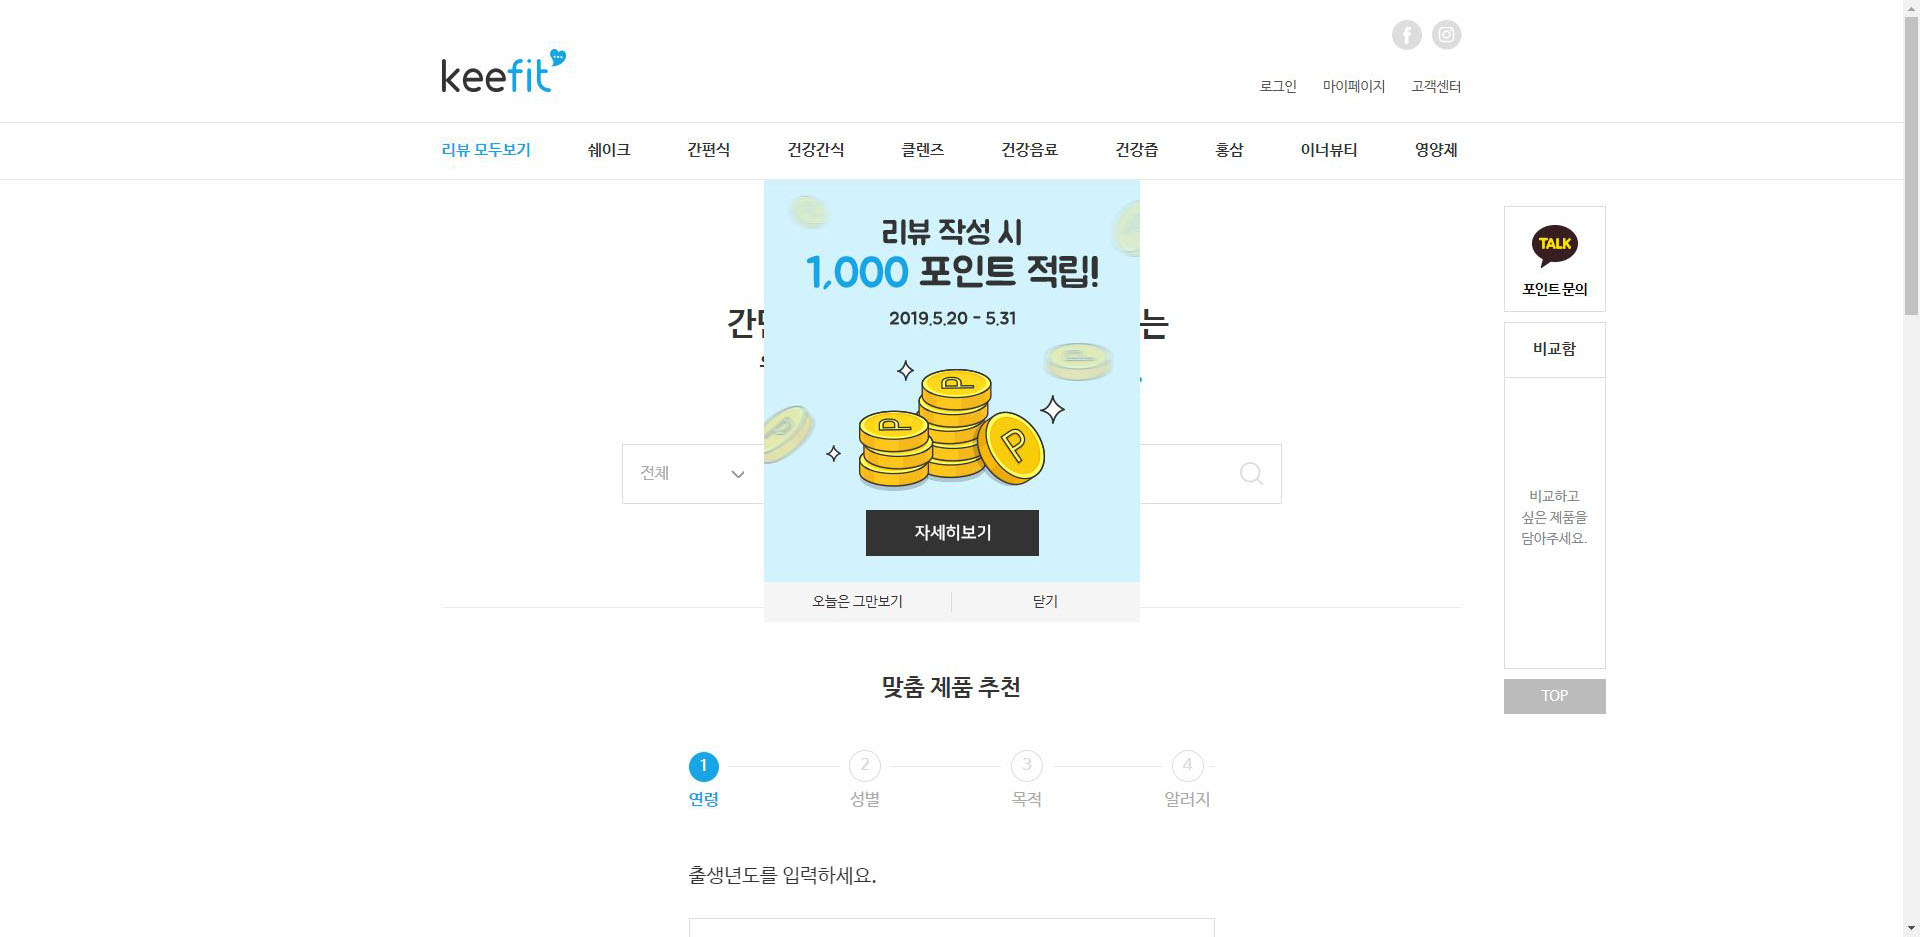 keefit
로그인 마이페이지 고객센터
리뷰 모두보기 쉐이크 간편식 건강간식 클렌즈 건강음료 건강즙 홍삼 이너뷰티 영양제
리뷰 작성 시
1,000 포인트 적립!
2019.5.20 - 5.31
P
P
P
자세히보기
오늘은 그만보기 닫기
는
전체
TALK
포인트 문의
비교함
비교하고
싶은 제품을
담아주세요.
TOP
맞춤 제품 추천
1 2 3 4
연령 성별 목적 알러지
출생년도를 입력하세요.